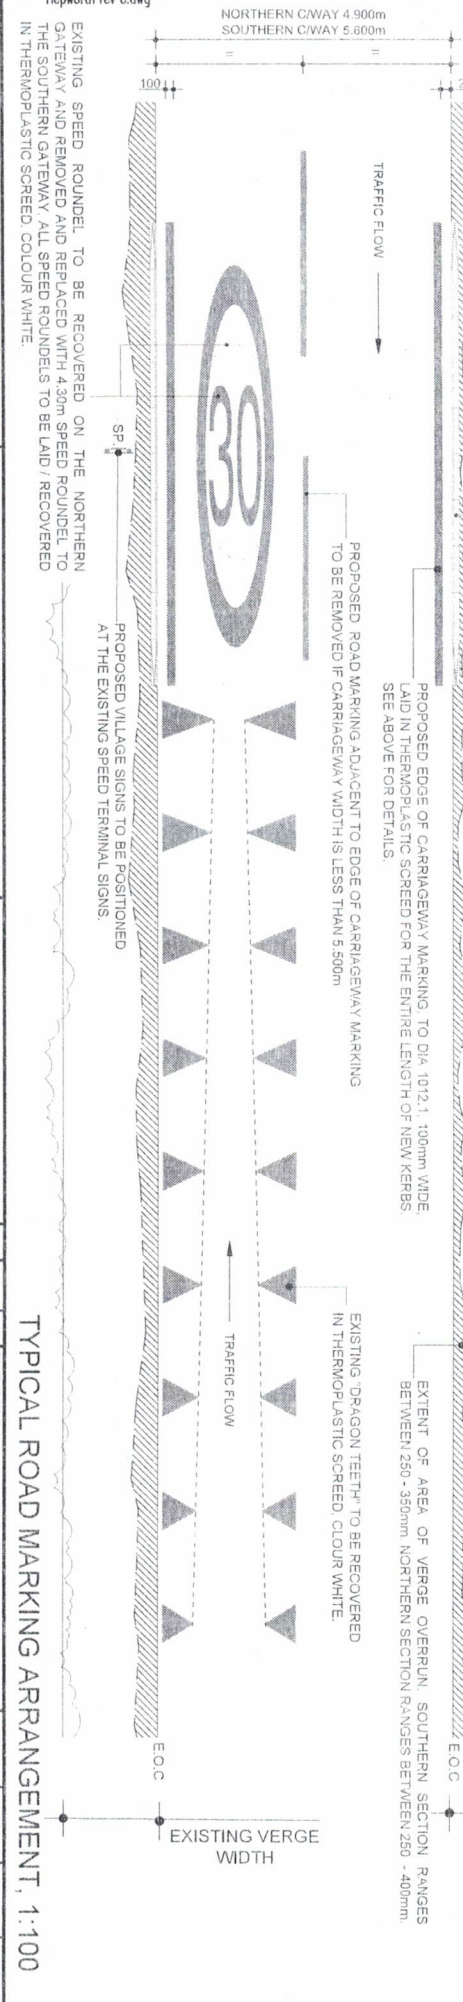 NORTHERN C/WAY 4.900m
SOUTHERN C/WAY 5.600m
=
=
100
TRAFFIC FLOW
30
SP.
EXISTING SPEED ROUNDEL TO BE RECOVERED ON THE NORTHERN
GATEWAY AND REMOVED AND REPLACED WITH 4.30m SPEED ROUNDEL TO
THE SOUTHERN GATEWAY. ALL SPEED ROUNDELS TO BE LAID / RECOVERED
IN THERMOPLASTIC SCREED, COLOUR WHITE.
PROPOSED EDGE OF CARRIAGEWAY MARKING, TO DIA 1012.1. 100mm WIDE,
LAID IN THERMOPLASTIC SCREED FOR THE ENTIRE LENGTH OF NEW KERBS.
SEE ABOVE FOR DETAILS.
PROPOSED ROAD MARKING ADJACENT TO EDGE OF CARRIAGEWAY MARKING
TO BE REMOVED IF CARRIAGEWAY WIDTH IS LESS THAN 5.500m
PROPOSED VILLAGE SIGNS TO BE POSITIONED
AT THE EXISTING SPEED TERMINAL SIGNS.
EXTENT OF AREA OF VERGE OVERRUN. SOUTHERN SECTION RANGES
BETWEEN 250 - 350mm. NORTHERN SECTION RANGES BETWEEN 250 - 400mm.
EXISTING "DRAGON TEETH" TO BE RECOVERED
IN THERMOPLASTIC SCREED, CLOUR WHITE.
TRAFFIC FLOW
E.O.C
E.O.C
EXISTING VERGE
WIDTH
TYPICAL ROAD MARKING ARRANGEMENT, 1:100